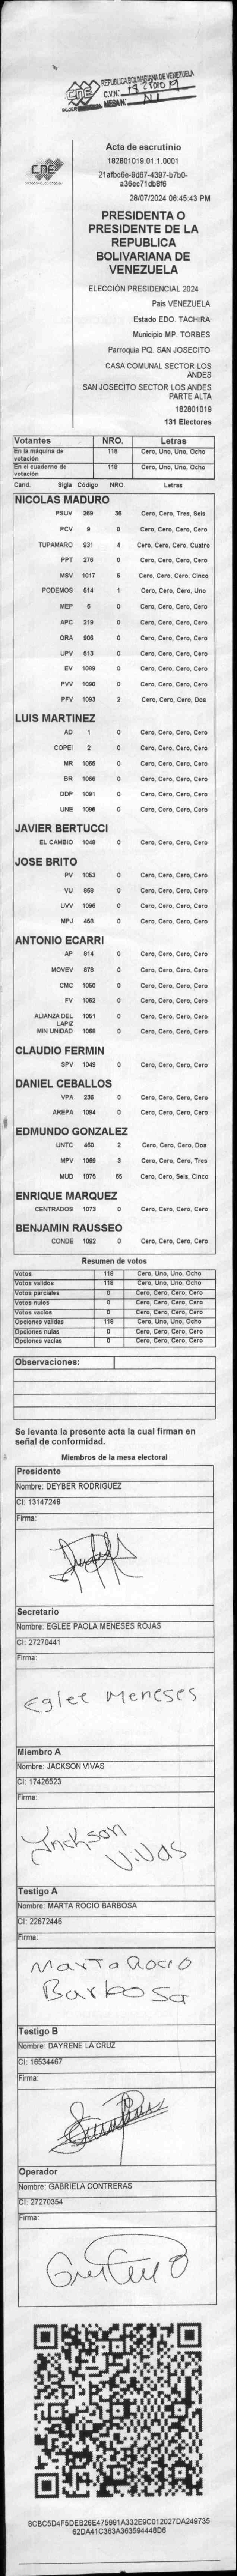 CNE REPUBLICA BOLIVARIANA DE VENEZUELA
C.V.N:
MESAN:
CNE
Acta de escrutinio
182801019.01.1.0001
21afbc6e-9d67-4397-b7b0-
a36ec71db8f6
28/07/2024 06:45:43 PM
PRESIDENTA O
PRESIDENTE DE LA
REPUBLICA
BOLIVARIANA DE
VENEZUELA
ELECCIÓN PRESIDENCIAL 2024
Pais VENEZUELA
Estado EDO. TACHIRA
Municipio MP. TORBES
Parroquia PQ. SAN JOSECITO
CASA COMUNAL SECTOR LOS
ANDES
SAN JOSECITO SECTOR LOS ANDES
PARTE ALTA
182801019
131 Electores
Votantes NRO. Letras
En la máquina de votación 118 Cero, Uno, Uno, Ocho
En el cuaderno de votación 118 Cero, Uno, Uno, Ocho
Cand. Sigla Código NRO. Letras
NICOLAS MADURO
PSUV 269 36 Cero, Cero, Tres, Seis
PCV 9 0 Cero, Cero, Cero, Cero
TUPAMARO 931 4 Cero, Cero, Cero, Cuatro
PPT 276 0 Cero, Cero, Cero, Cero
MSV 1017 5 Cero, Cero, Cero, Cinco
PODEMOS 514 1 Cero, Cero, Cero, Uno
MEP 6 0 Cero, Cero, Cero, Cero
APC 219 0 Cero, Cero, Cero, Cero
ORA 906 0 Cero, Cero, Cero, Cero
UPV 513 0 Cero, Cero, Cero, Cero
EV 1089 0 Cero, Cero, Cero, Cero
PVV 1090 0 Cero, Cero, Cero, Cero
PFV 1093 2 Cero, Cero, Cero, Dos
LUIS MARTINEZ
AD 1 0 Cero, Cero, Cero, Cero
COPEI 2 0 Cero, Cero, Cero, Cero
MR 1065 0 Cero, Cero, Cero, Cero
BR 1066 0 Cero, Cero, Cero, Cero
DDP 1091 0 Cero, Cero, Cero, Cero
UNE 1096 0 Cero, Cero, Cero, Cero
JAVIER BERTUCCI
EL CAMBIO 1048 0 Cero, Cero, Cero, Cero
JOSE BRITO
PV 1053 0 Cero, Cero, Cero, Cero
VU 868 0 Cero, Cero, Cero, Cero
UVV 1096 0 Cero, Cero, Cero, Cero
MPJ 458 0 Cero, Cero, Cero, Cero
ANTONIO ECARRI
AP 814 0 Cero, Cero, Cero, Cero
MOVEV 878 0 Cero, Cero, Cero, Cero
CMC 1050 0 Cero, Cero, Cero, Cero
FV 1062 0 Cero, Cero, Cero, Cero
ALIANZA DEL LAPIZ 1051 0 Cero, Cero, Cero, Cero
MIN UNIDAD 1068 0 Cero, Cero, Cero, Cero
CLAUDIO FERMIN
SPV 1049 0 Cero, Cero, Cero, Cero
DANIEL CEBALLOS
VPA 236 0 Cero, Cero, Cero, Cero
AREPA 1094 0 Cero, Cero, Cero, Cero
EDMUNDO GONZALEZ
UNTC 460 2 Cero, Cero, Cero, Dos
MPV 1069 3 Cero, Cero, Cero, Tres
MUD 1075 65 Cero, Cero, Seis, Cinco
ENRIQUE MARQUEZ
CENTRADOS 1073 0 Cero, Cero, Cero, Cero
BENJAMIN RAUSSEO
CONDE 1092 0 Cero, Cero, Cero, Cero
Resumen de votos
Votos 118 Cero, Uno, Uno, Ocho
Votos validos 118 Cero, Uno, Uno, Ocho
Votos parciales 0 Cero, Cero, Cero, Cero
Votos nulos 0 Cero, Cero, Cero, Cero
Votos vacios 0 Cero, Cero, Cero, Cero
Opciones validas 118 Cero, Uno, Uno, Ocho
Opciones nulas 0 Cero, Cero, Cero, Cero
Opciones vacias 0 Cero, Cero, Cero, Cero
Observaciones:
Se levanta la presente acta la cual firman en
señal de conformidad.
Miembros de la mesa electoral
Presidente
Nombre: DEYBER RODRIGUEZ
CI: 13147248
Firma:
Secretario
Nombre: EGLEE PAOLA MENESES ROJAS
CI: 27270441
Firma:
Eglee Meneses
Miembro A
Nombre: JACKSON VIVAS
CI: 17426523
Firma:
Jackson
Vivas
Testigo A
Nombre: MARTA ROCIO BARBOSA
CI: 22672446
Firma:
Marta Rocio
Barbosa
Testigo B
Nombre: DAYRENE LA CRUZ
CI: 16534467
Firma:
Operador
Nombre: GABRIELA CONTRERAS
CI: 27270354
Firma:
8CBC5D4F5DEB26E475991A332E9C012027DA249735
62DA41C363A363594448D6